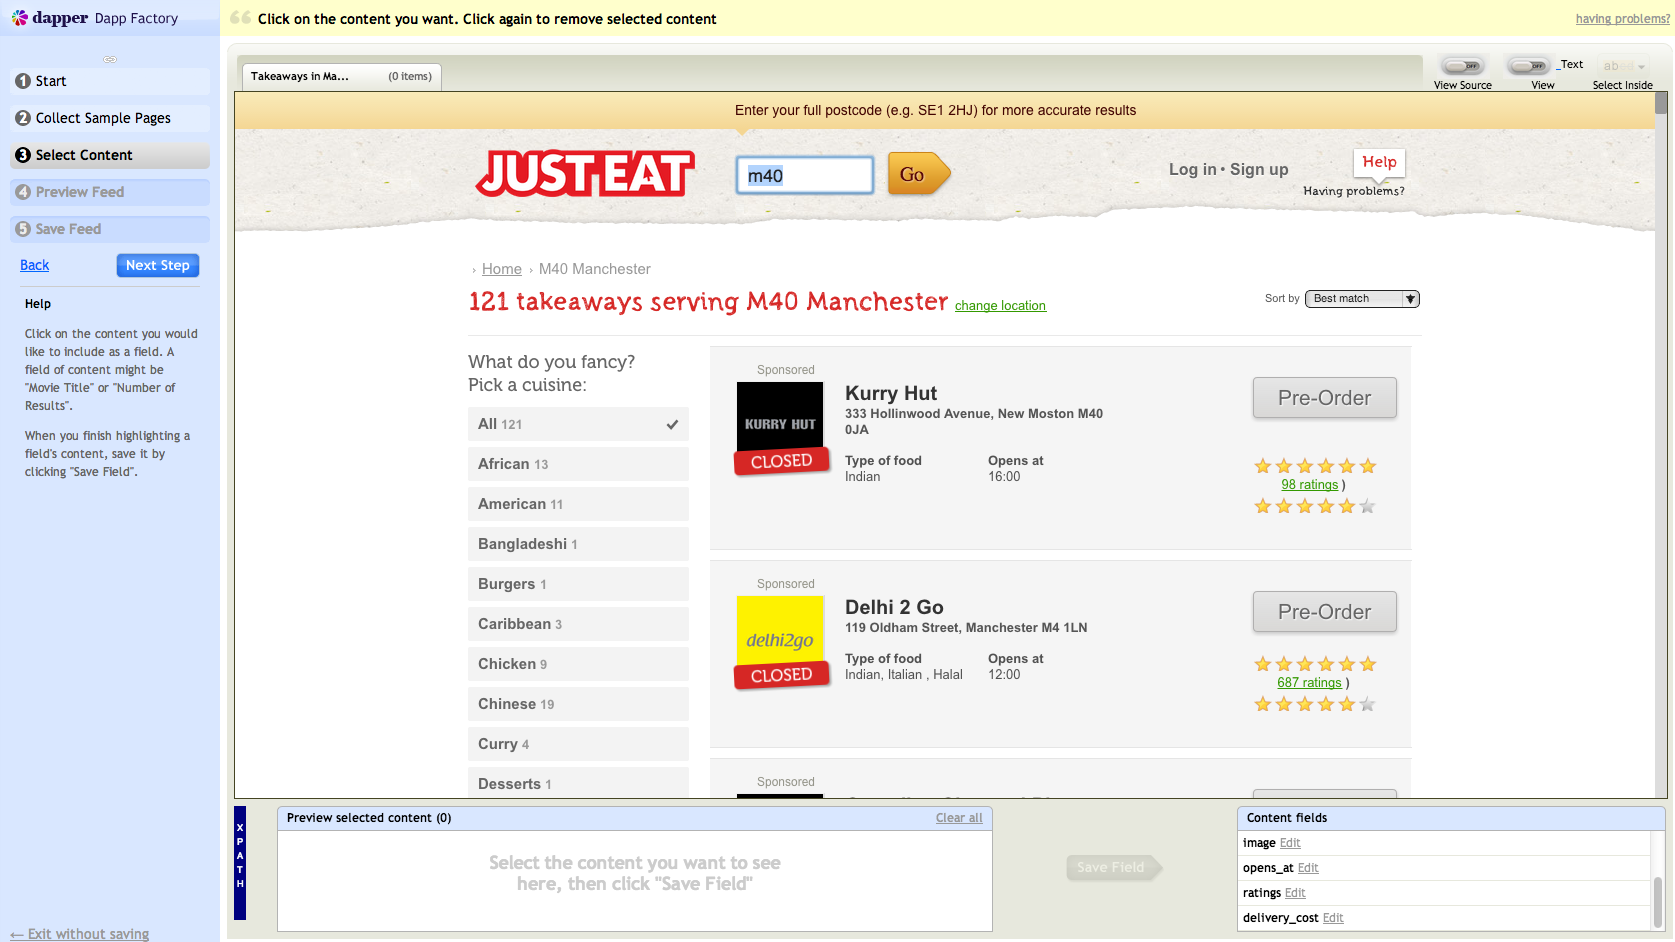 dapper Dapp Factory
Click on the content you want. Click again to remove selected content
having problems?
1 Start
2 Collect Sample Pages
3 Select Content
4 Preview Feed
5 Save Feed
Back
Next Step
Help
Click on the content you would
like to include as a field. A
field of content might be
"Movie Title" or "Number of
Results".
When you finish highlighting a
field's content, save it by
clicking "Save Field".
← Exit without saving
Takeaways in Ma... (0 items)
OFF
View Source
OFF
_Text
View
Select Inside
Enter your full postcode (e.g. SE1 2HJ) for more accurate results
JUST EAT
m40
Go
Log in • Sign up
Help
Having problems?
› Home › M40 Manchester
121 takeaways serving M40 Manchester change location
Sort by Best match
What do you fancy?
Pick a cuisine:
All 121
African 13
American 11
Bangladeshi 1
Burgers 1
Caribbean 3
Chicken 9
Chinese 19
Curry 4
Desserts 1
Sponsored
KURRY HUT
CLOSED
Kurry Hut
333 Hollinwood Avenue, New Moston M40
0JA
Type of food Opens at
Indian 16:00
Pre-Order
98 ratings )
Sponsored
delhi2go
CLOSED
Delhi 2 Go
119 Oldham Street, Manchester M4 1LN
Type of food Opens at
Indian, Italian , Halal 12:00
Pre-Order
687 ratings )
Sponsored
XPATH
Preview selected content (0) Clear all
Select the content you want to see
here, then click "Save Field"
Save Field
Content fields
image Edit
opens_at Edit
ratings Edit
delivery_cost Edit